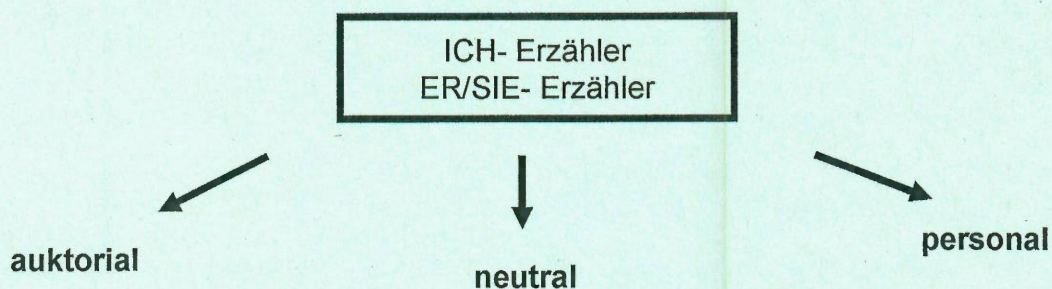 ICH- Erzähler
ER/SIE- Erzähler
auktorial
neutral
personal